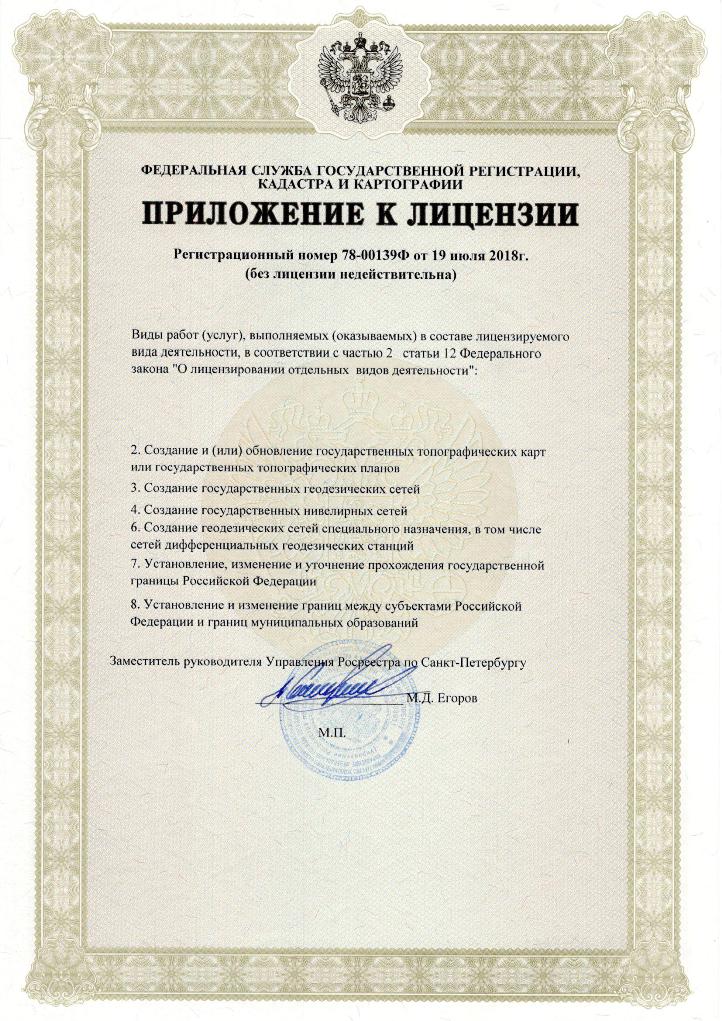 ФЕДЕРАЛЬНАЯ СЛУЖБА ГОСУДАРСТВЕННОЙ РЕГИСТРАЦИИ,
КАДАСТРА И КАРТОГРАФИИ
ПРИЛОЖЕНИЕ К ЛИЦЕНЗИИ
Регистрационный номер 78-00139Ф от 19 июля 2018г.
(без лицензии недействительна)
Виды работ (услуг), выполняемых (оказываемых) в составе лицензируемого
вида деятельности, в соответствии с частью 2 статьи 12 Федерального
закона "О лицензировании отдельных видов деятельности":
2. Создание и (или) обновление государственных топографических карт
или государственных топографических планов
3. Создание государственных геодезических сетей
4. Создание государственных нивелирных сетей
6. Создание геодезических сетей специального назначения, в том числе
сетей дифференциальных геодезических станций
7. Установление, изменение и уточнение прохождения государственной
границы Российской Федерации
8. Установление и изменение границ между субъектами Российской
Федерации и границ муниципальных образований
Заместитель руководителя Управления Росреестра по Санкт-Петербургу
М.Д. Егоров
М.П.